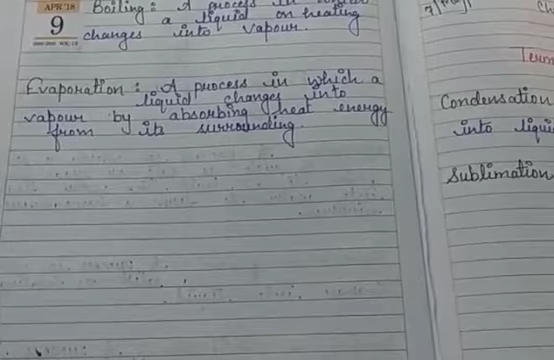 APR '18
9
Boiling : A process in which
a liquid on heating
changes into vapour.
Evaporation : A process in which a
liquid changes into
vapour by absorbing heat energy
from its surrounding.
Term
Condensation
into liqui
Sublimation